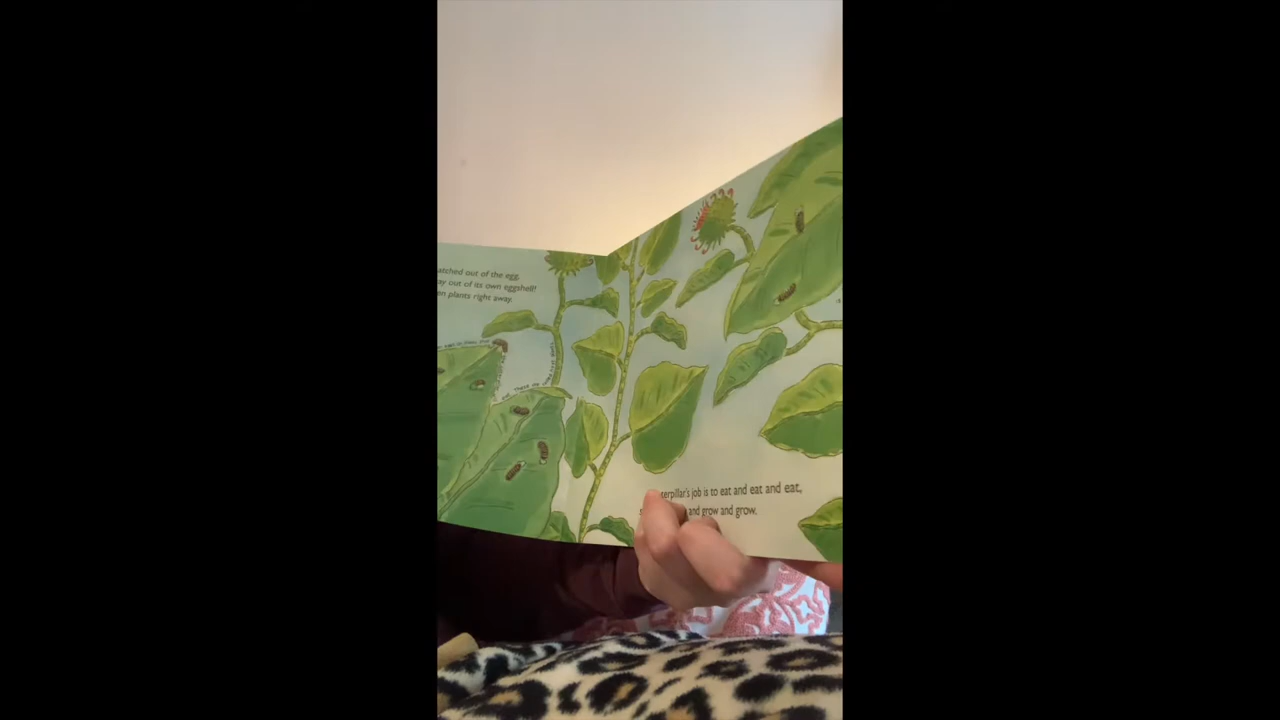 atched out of the egg,
ay out of its own eggshell!
en plants right away.
terpillar's job is to eat and eat and eat,
and grow and grow.